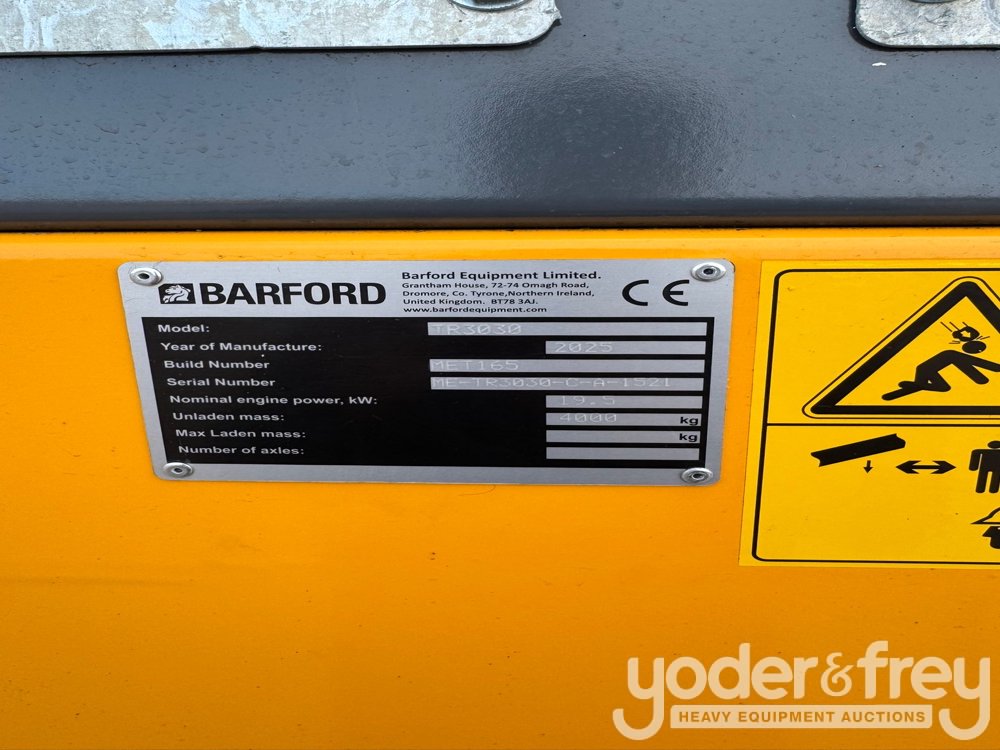 BARFORD
Barford Equipment Limited.
Grantham House, 72-74 Omagh Road,
Dromore, Co. Tyrone,Northern Ireland,
United Kingdom. BT78 3AJ.
www.barfordequipment.com
CE
Model: TR3030
Year of Manufacture: 2025
Build Number MET165
Serial Number ME-TR3030-C-A-1521
Nominal engine power, kW: 19.5
Unladen mass: 4000 kg
Max Laden mass: kg
Number of axles:
yoder&frey
HEAVY EQUIPMENT AUCTIONS